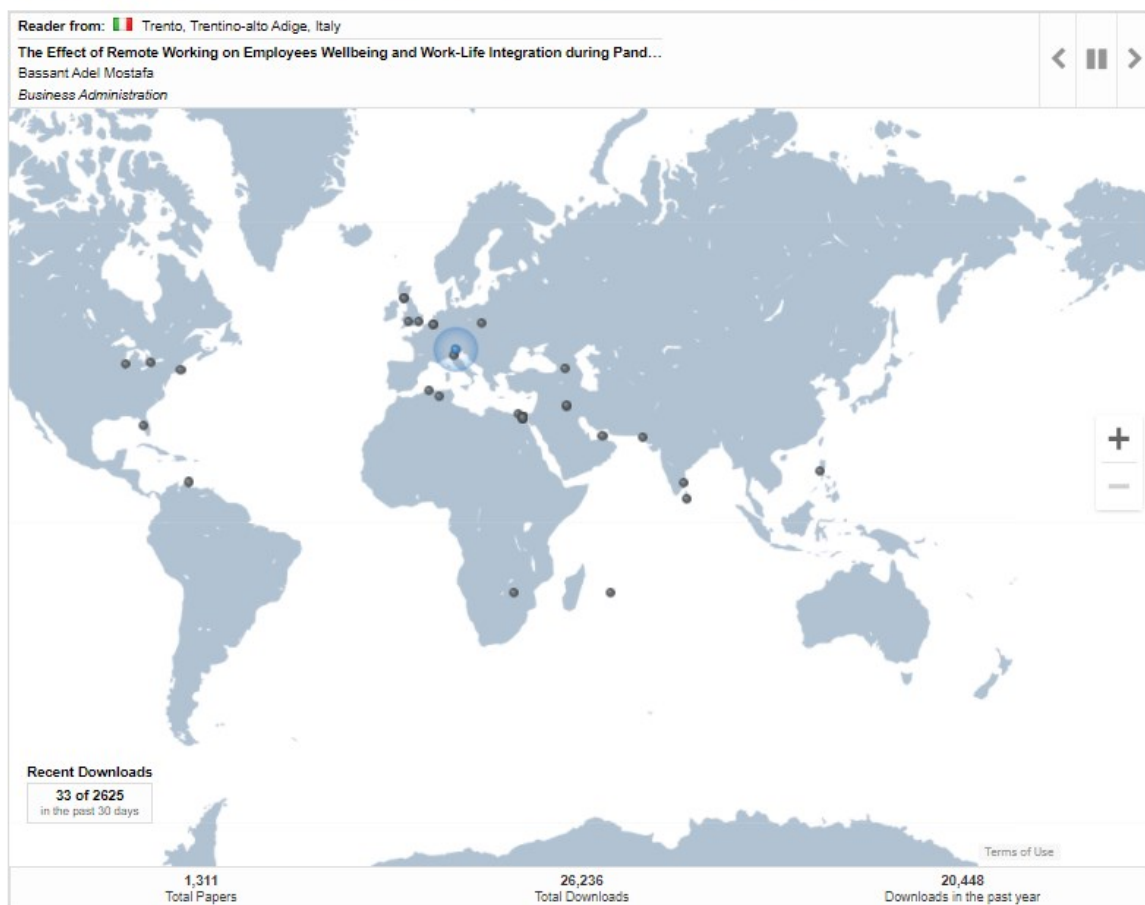 Reader from: Trento, Trentino-alto Adige, Italy
The Effect of Remote Working on Employees Wellbeing and Work-Life Integration during Pand…
Bassant Adel Mostafa
Business Administration
Recent Downloads
33 of 2625
in the past 30 days
Terms of Use
1,311 26,236 20,448
Total Papers Total Downloads Downloads in the past year